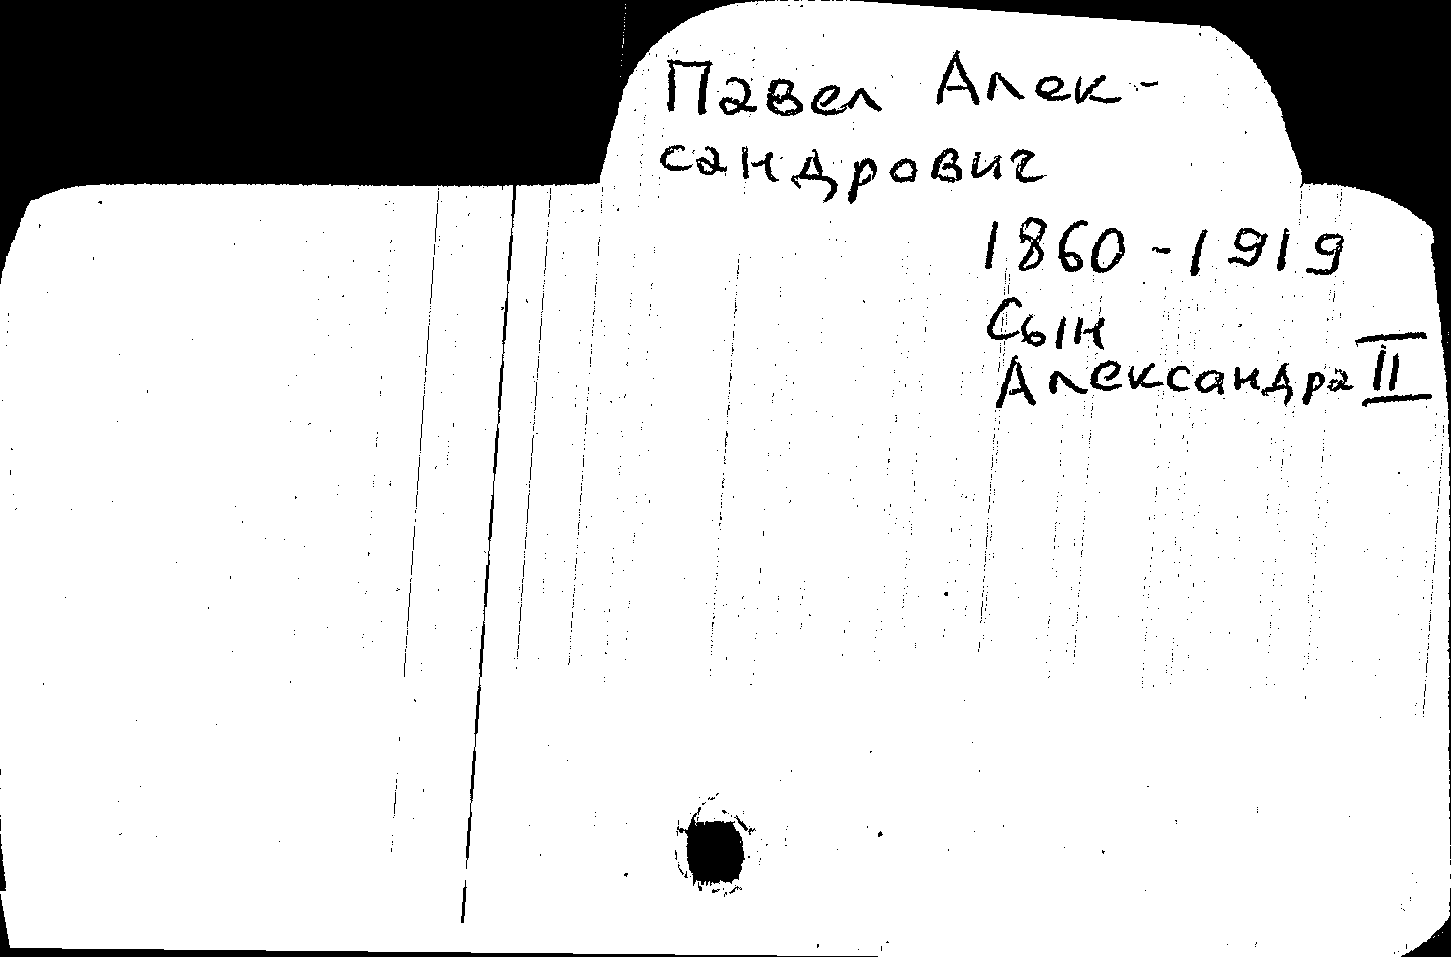 Павел Алек-
сандрович
1860-1919
Сын
Александра II